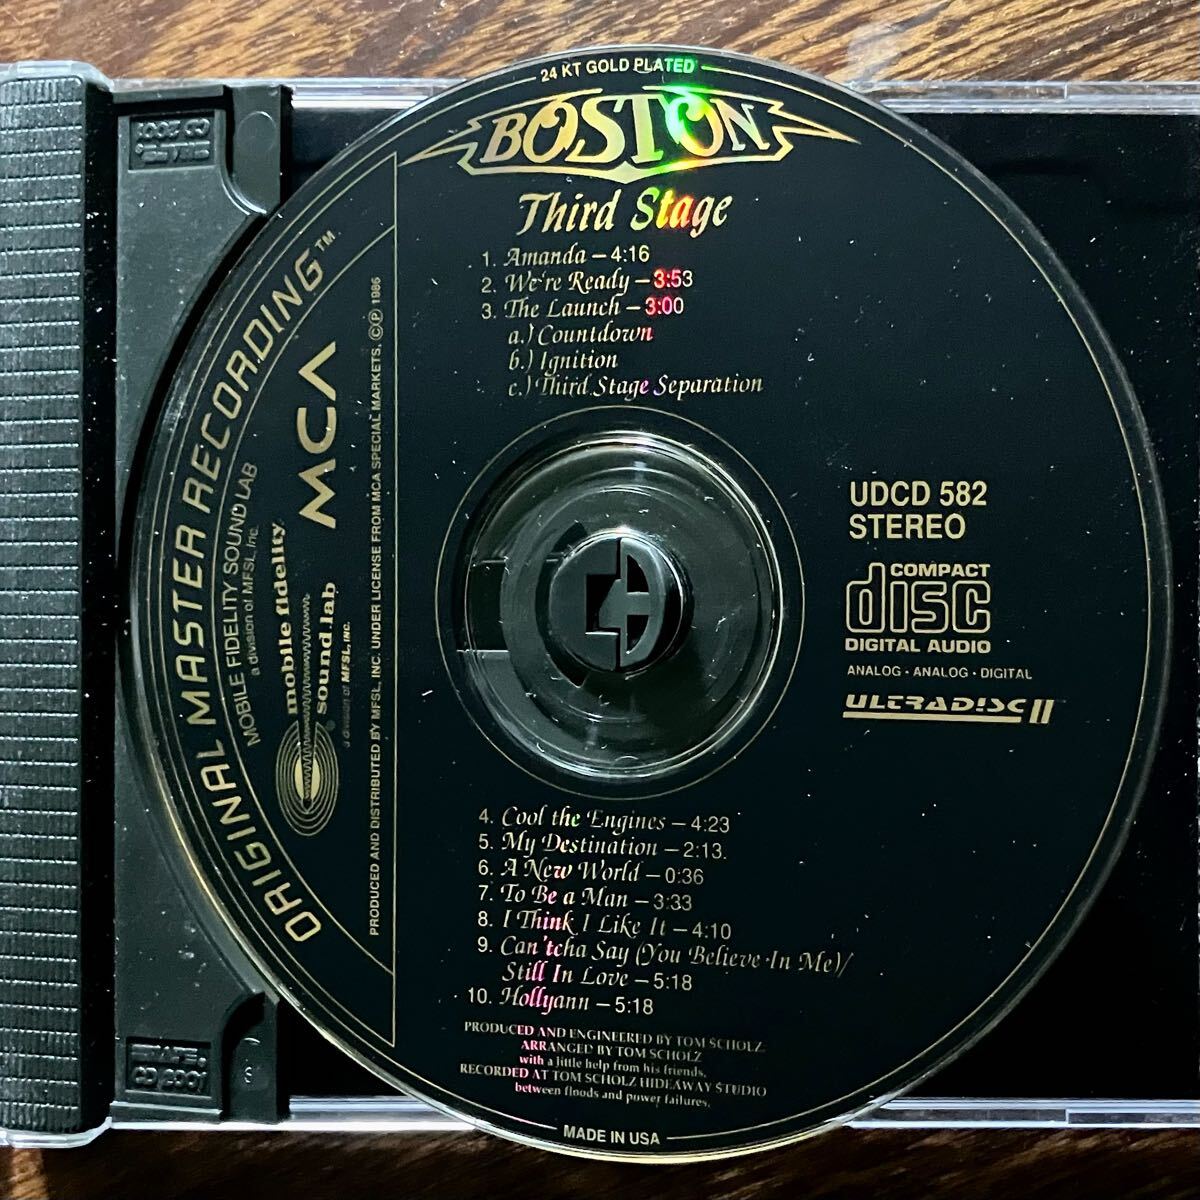 24 KT GOLD PLATED
BOSTON
Third Stage
1. Amanda – 4:16
2. We're Ready – 3:53
3. The Launch – 3:00
a.) Countdown
b.) Ignition
c.) Third Stage Separation
ORIGINAL MASTER RECORDING™
MOBILE FIDELITY SOUND LAB
a division of MFSL, Inc.
mobile fidelity
sound lab
a division of MFSL, INC.
MCA
PRODUCED AND DISTRIBUTED BY MFSL, INC. UNDER LICENSE FROM MCA SPECIAL MARKETS. ©℗ 1986
UDCD 582
STEREO
COMPACT
disc
DIGITAL AUDIO
ANALOG · ANALOG · DIGITAL
ULTRADISC II
4. Cool the Engines – 4:23
5. My Destination – 2:13.
6. A New World – 0:36
7. To Be a Man – 3:33
8. I Think I Like It – 4:10
9. Can'tcha Say (You Believe In Me)/
Still In Love – 5:18
10. Hollyann – 5:18
PRODUCED AND ENGINEERED BY TOM SCHOLZ
ARRANGED BY TOM SCHOLZ
with a little help from his friends.
RECORDED AT TOM SCHOLZ HIDEAWAY STUDIO
between floods and power failures.
MADE IN USA